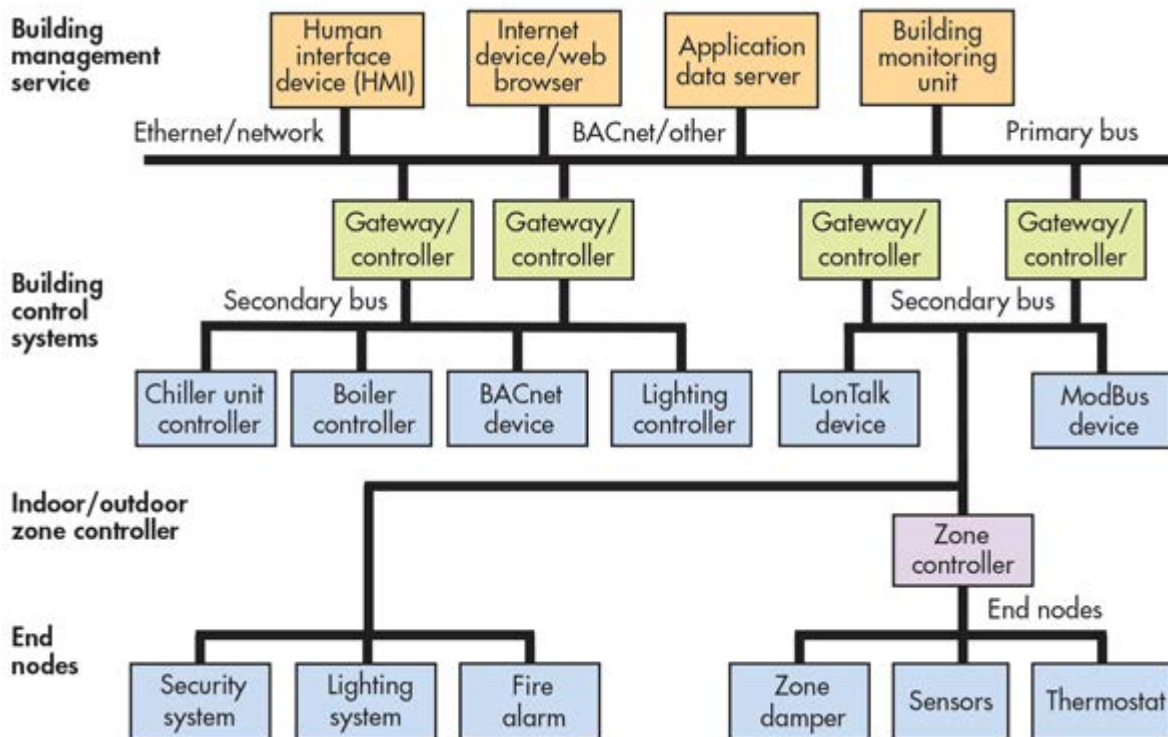 Building
management
service
Human
interface
device (HMI)
Internet
device/web
browser
Application
data server
Building
monitoring
unit
Ethernet/network
BACnet/other
Primary bus
Gateway/
controller
Gateway/
controller
Gateway/
controller
Gateway/
controller
Building
control
systems
Secondary bus
Secondary bus
Chiller unit
controller
Boiler
controller
BACnet
device
Lighting
controller
LonTalk
device
ModBus
device
Indoor/outdoor
zone controller
Zone
controller
End nodes
End
nodes
Security
system
Lighting
system
Fire
alarm
Zone
damper
Sensors
Thermostat